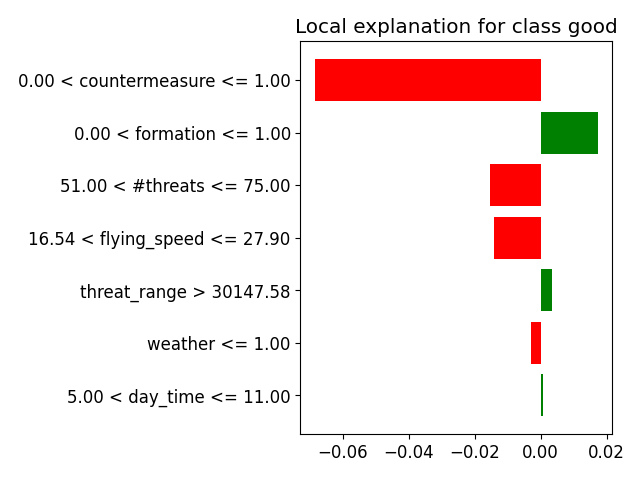 Local explanation for class good
0.00 < countermeasure <= 1.00
0.00 < formation <= 1.00
51.00 < #threats <= 75.00
16.54 < flying_speed <= 27.90
threat_range > 30147.58
weather <= 1.00
5.00 < day_time <= 11.00
−0.06 −0.04 −0.02 0.00 0.02